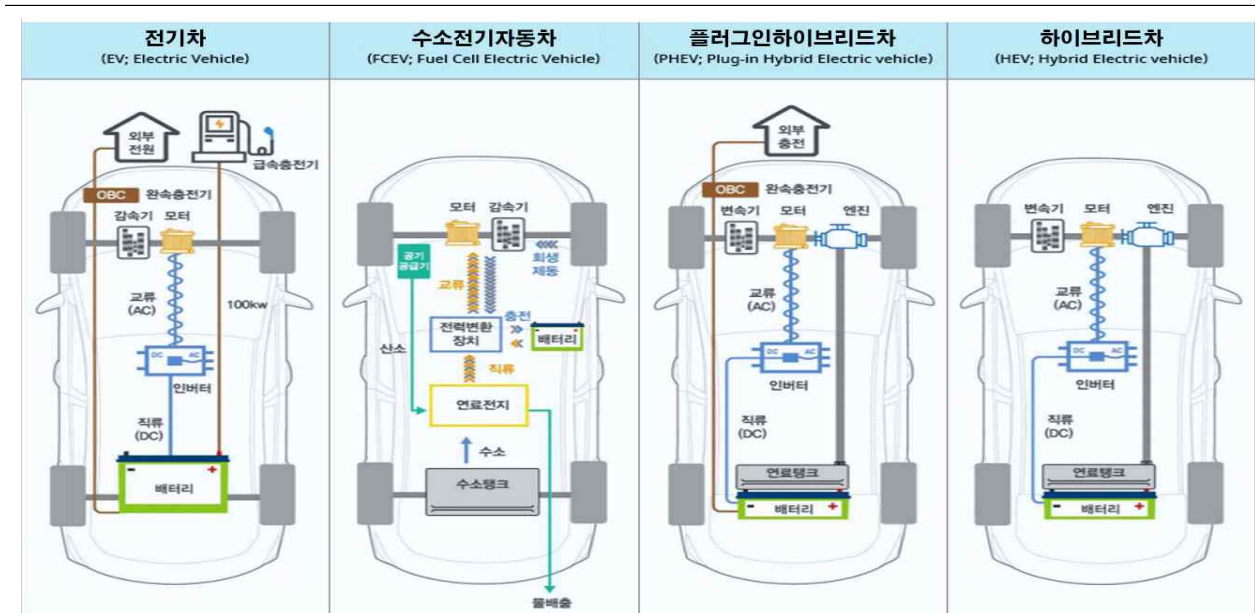 전기차
(EV; Electric Vehicle)
외부
전원
급속충전기
OBC
완속충전기
감속기
모터
교류
(AC)
100kw
DC
AC
인버터
직류
(DC)
-
+
배터리
수소전기자동차
(FCEV; Fuel Cell Electric Vehicle)
모터
감속기
공기
공급기
회생
제동
교류
충전
전력변환
장치
배터리
산소
직류
연료전지
수소
수소탱크
물배출
플러그인하이브리드차
(PHEV; Plug-in Hybrid Electric vehicle)
외부
충전
OBC
완속충전기
변속기
모터
엔진
교류
(AC)
DC
AC
인버터
직류
(DC)
연료탱크
-
배터리
+
하이브리드차
(HEV; Hybrid Electric vehicle)
변속기
모터
엔진
교류
(AC)
DC
AC
인버터
직류
(DC)
연료탱크
-
배터리
+